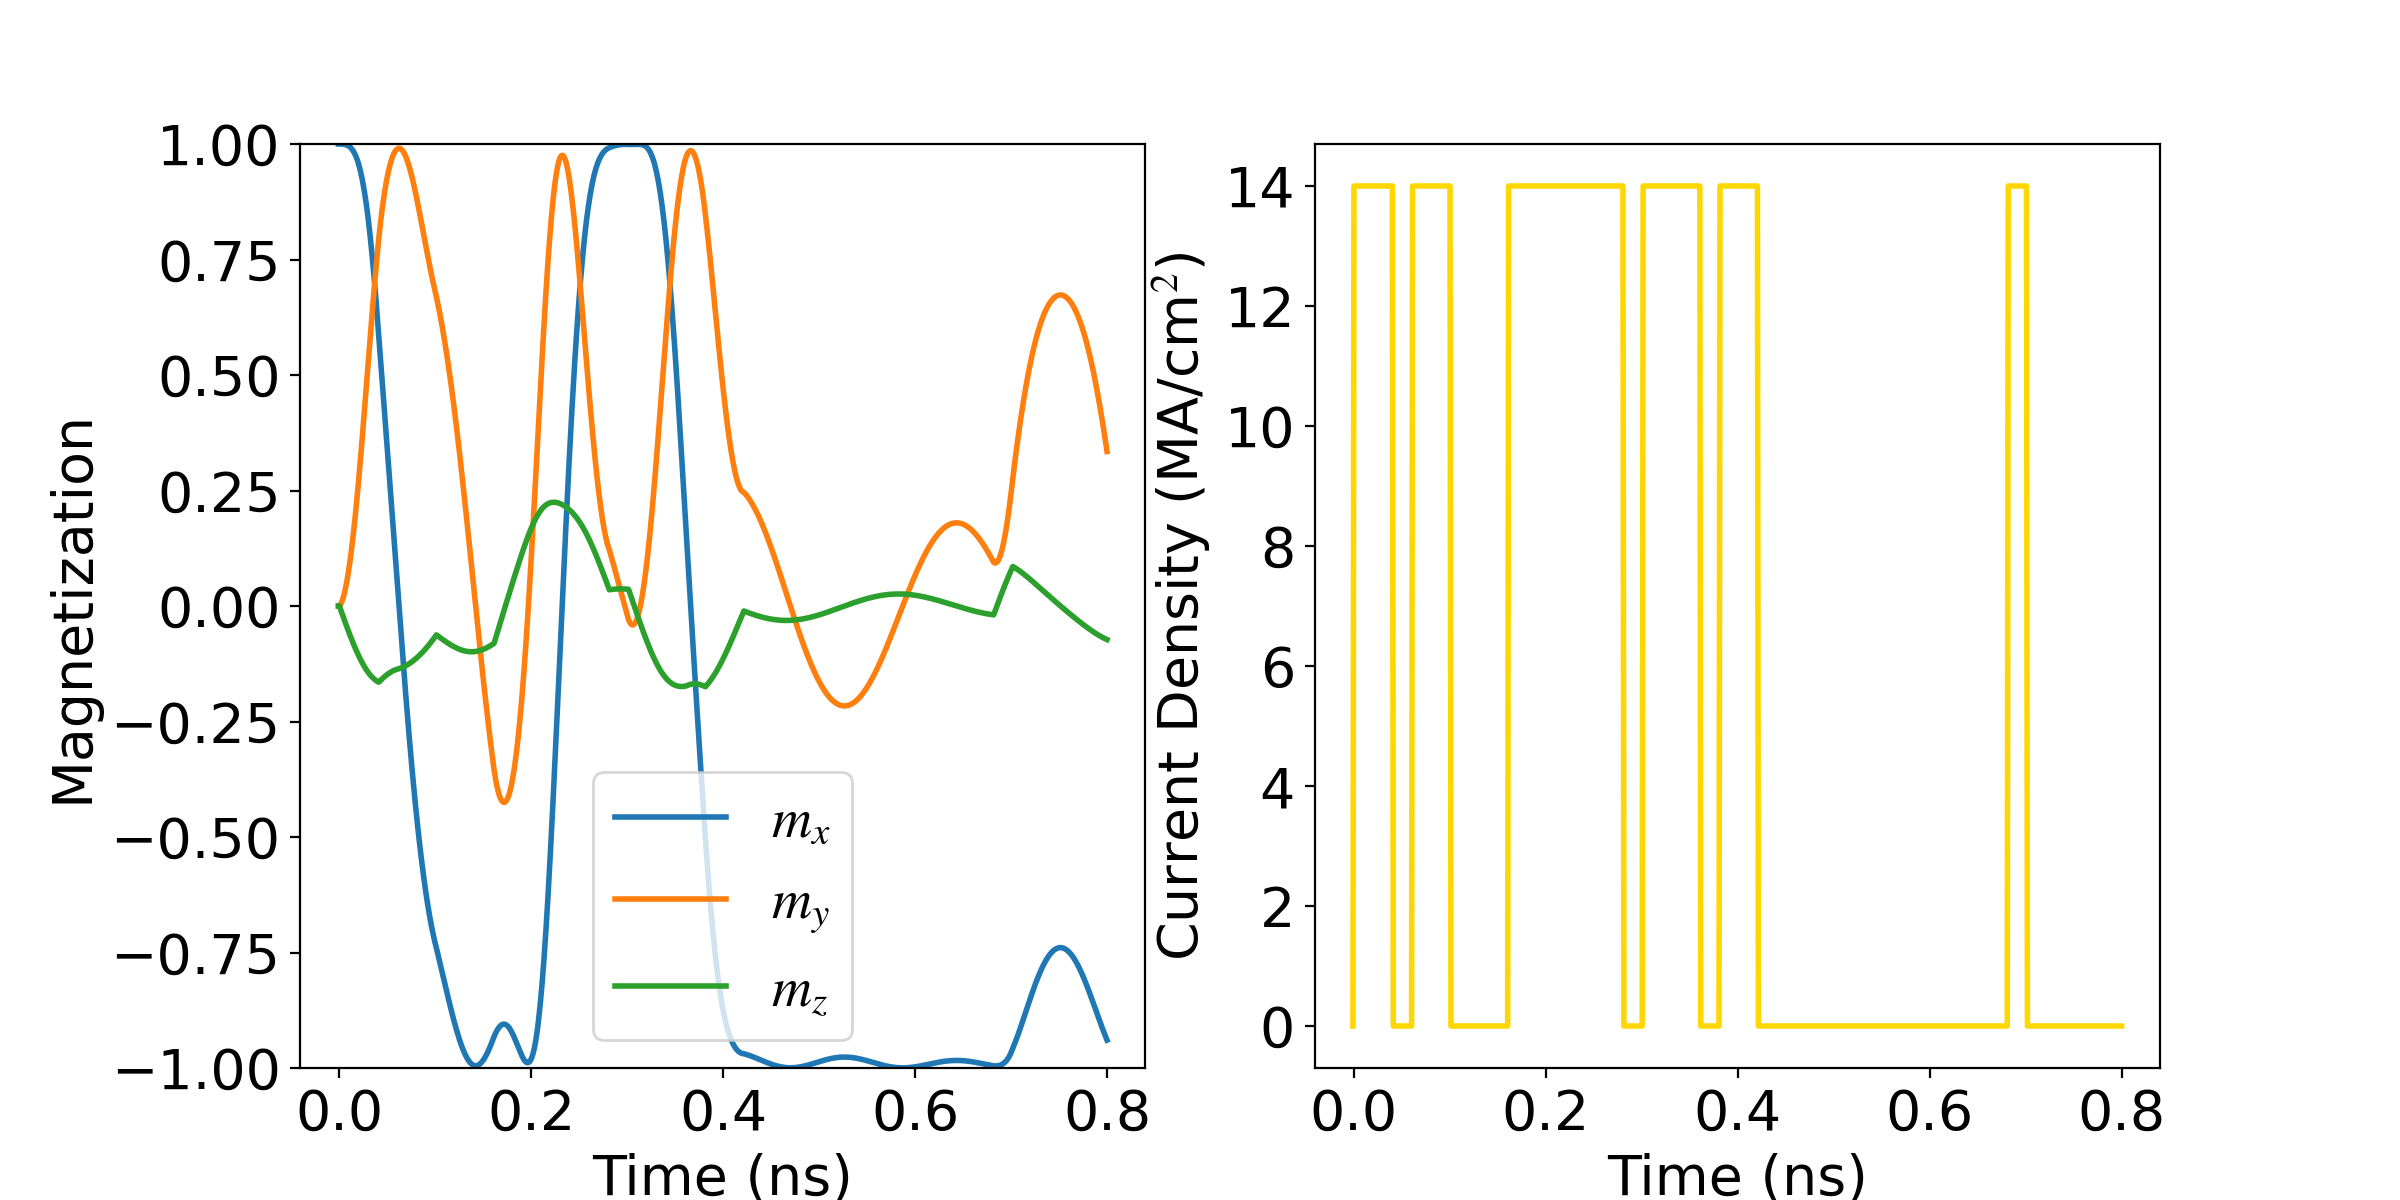 Magnetization
1.00
0.75
0.50
0.25
0.00
−0.25
−0.50
−0.75
−1.00
0.0 0.2 0.4 0.6 0.8
Time (ns)
m_x
m_y
m_z
Current Density (MA/cm²)
14
12
10
8
6
4
2
0
0.0 0.2 0.4 0.6 0.8
Time (ns)